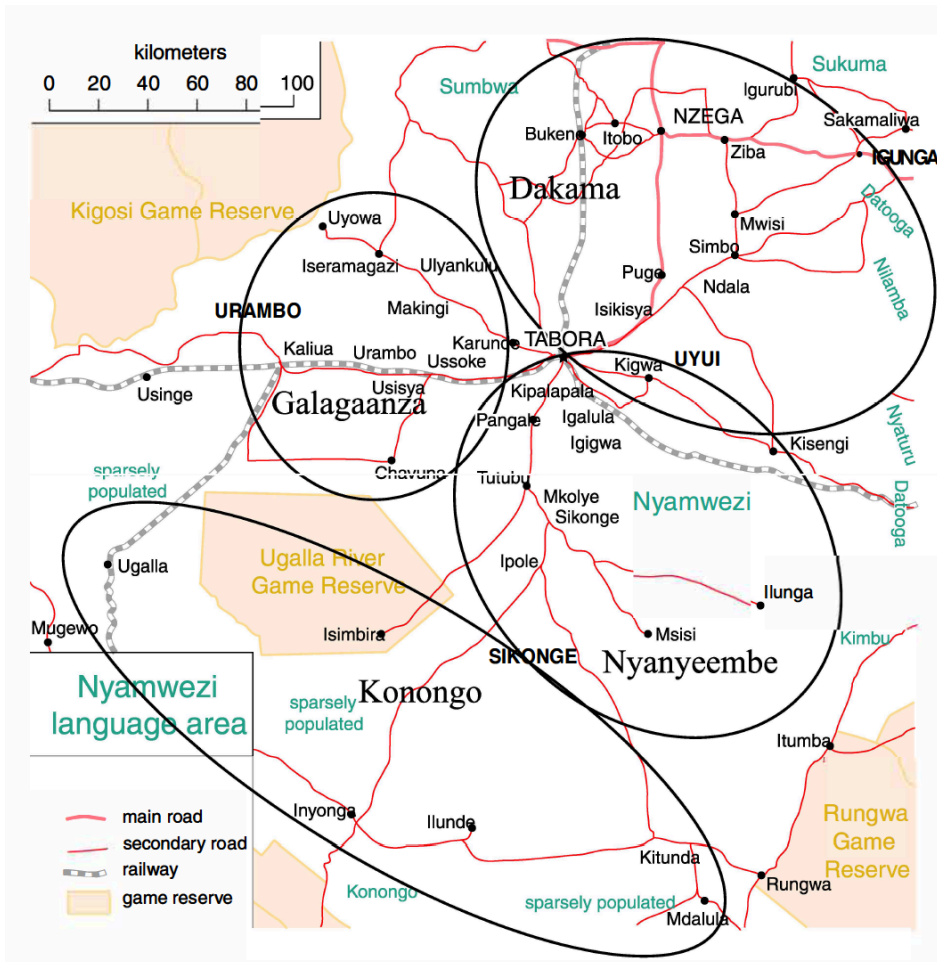 kilometers
0 20 40 60 80 100
Sumbwa
Sukuma
Igurubi
NZEGA
Sakamaliwa
Buken
Itobo
Ziba
IGUNGA
Dakama
Datooga
Kigosi Game Reserve
Uyowa
Mwisi
Simbo
Iseramagazi
Ulyankulu
Puge
Ndala
Nilamba
Makingi
Isikisya
URAMBO
Karunde
TABORA
Kaliua
Urambo
Ussoke
Kigwa
UYUI
Usinge
Usisya
Kipalapala
Galagaanza
Pangale
Igalula
Nyaturu
Igigwa
Kisengi
sparsely
populated
Chavuna
Tutubu
Mkolye
Datooga
Sikonge
Nyamwezi
Ugalla
Ugalla River
Game Reserve
Ipole
Ilunga
Mugewo
Isimbira
Msisi
Kimbu
SIKONGE
Nyanyeembe
Nyamwezi
language area
Konongo
sparsely
populated
Itumba
main road
secondary road
railway
game reserve
Inyonga
Ilunde
Rungwa
Game
Reserve
Kitunda
Rungwa
Konongo
sparsely populated
Mdalula